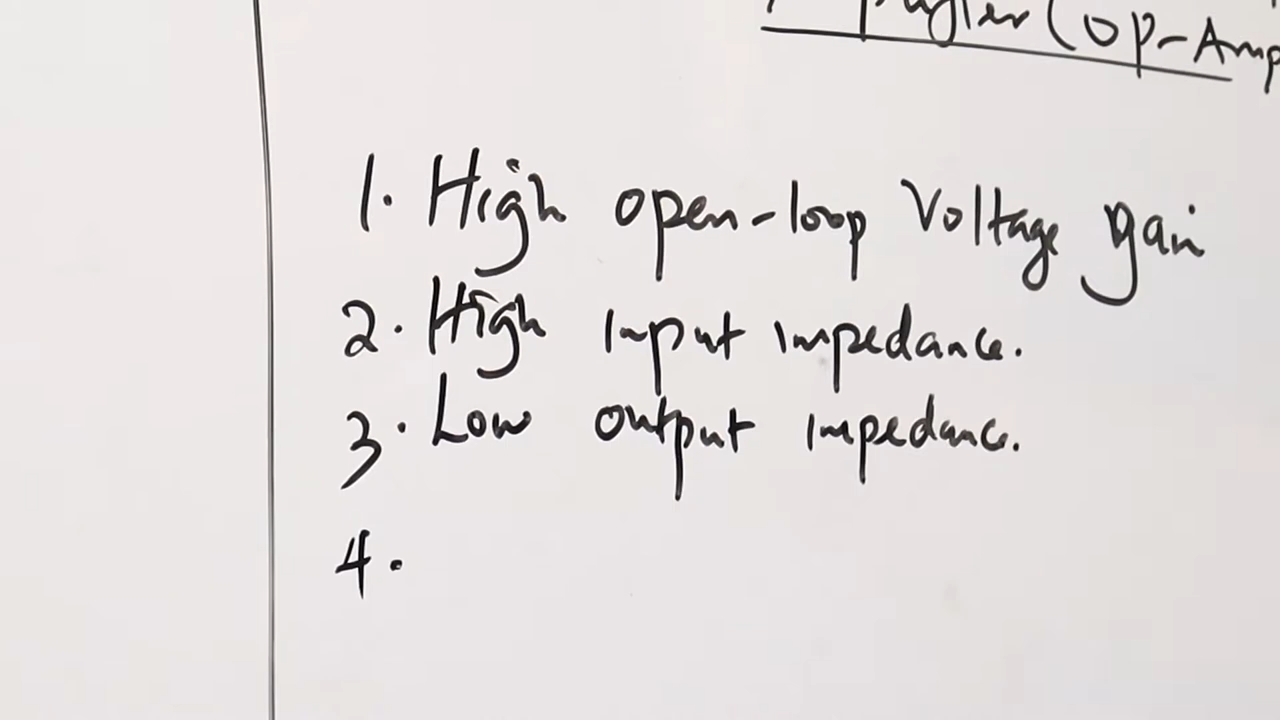 (Op-Amp
1. High open-loop Voltage gain
2. High Input impedance.
3. Low output impedance.
4.